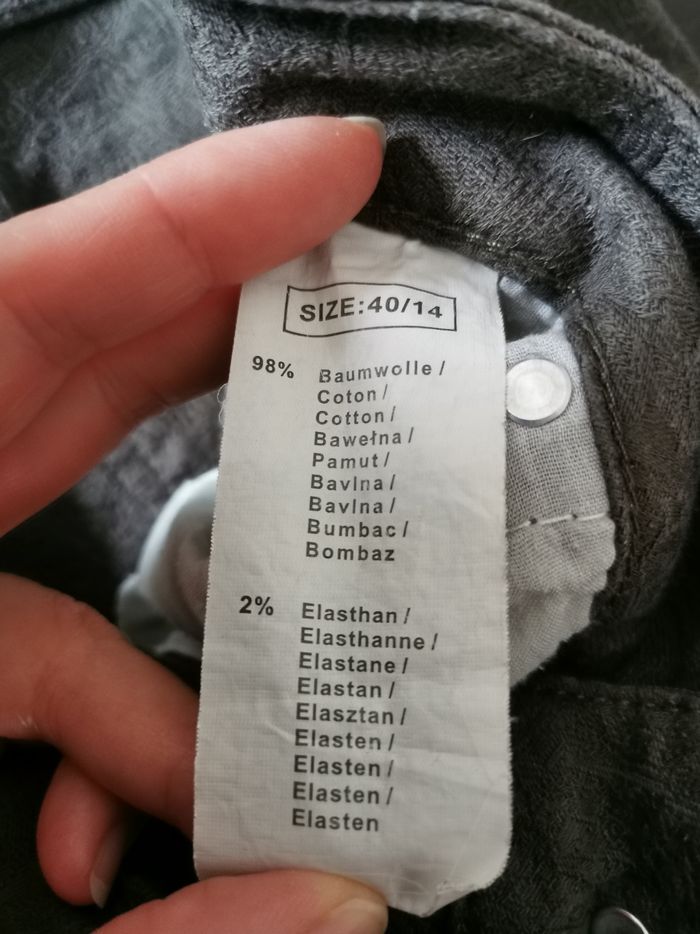 SIZE:40/14
98% Baumwolle /
Coton /
Cotton /
Bawełna /
Pamut /
Bavlna /
Bavlna /
Bumbac /
Bombaz
2% Elasthan /
Elasthanne /
Elastane /
Elastan /
Elasztan /
Elasten /
Elasten /
Elasten /
Elasten